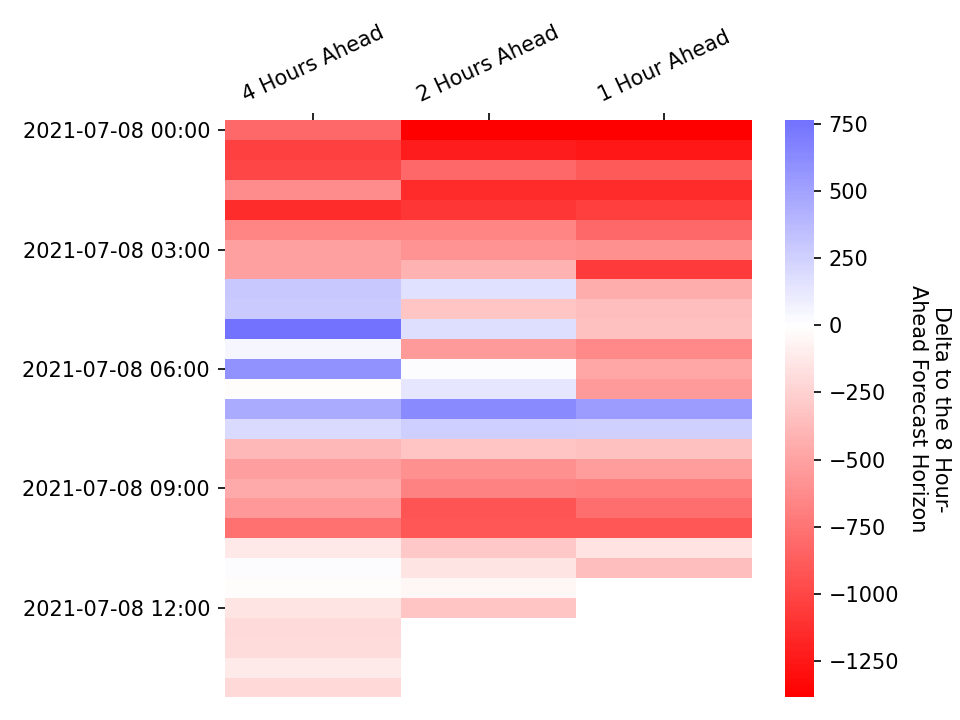 4 Hours Ahead
2 Hours Ahead
1 Hour Ahead
2021-07-08 00:00
2021-07-08 03:00
2021-07-08 06:00
2021-07-08 09:00
2021-07-08 12:00
750
500
250
0
−250
−500
−750
−1000
−1250
Delta to the 8 Hour-
Ahead Forecast Horizon